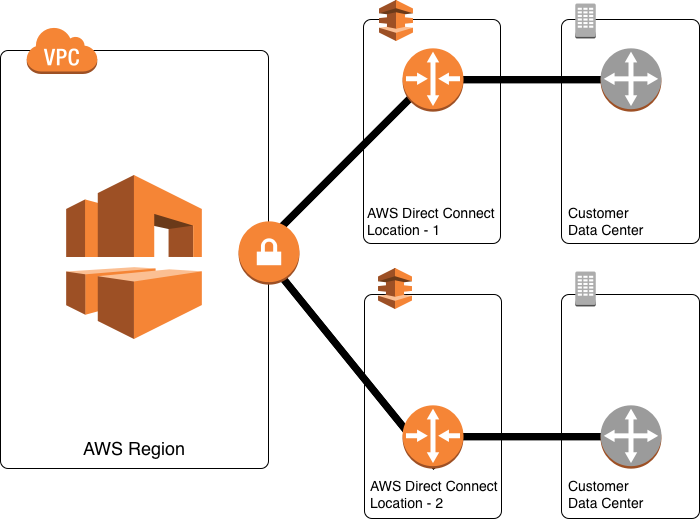 VPC
AWS Region
AWS Direct Connect
Location - 1
Customer
Data Center
AWS Direct Connect
Location - 2
Customer
Data Center